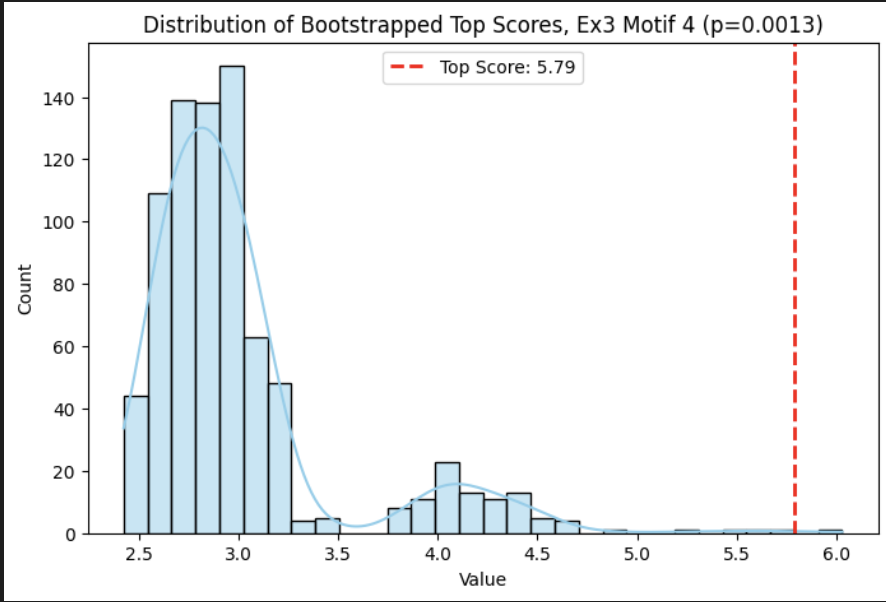 Distribution of Bootstrapped Top Scores, Ex3 Motif 4 (p=0.0013)
Top Score: 5.79
Count
140
120
100
80
60
40
20
0
2.5 3.0 3.5 4.0 4.5 5.0 5.5 6.0
Value